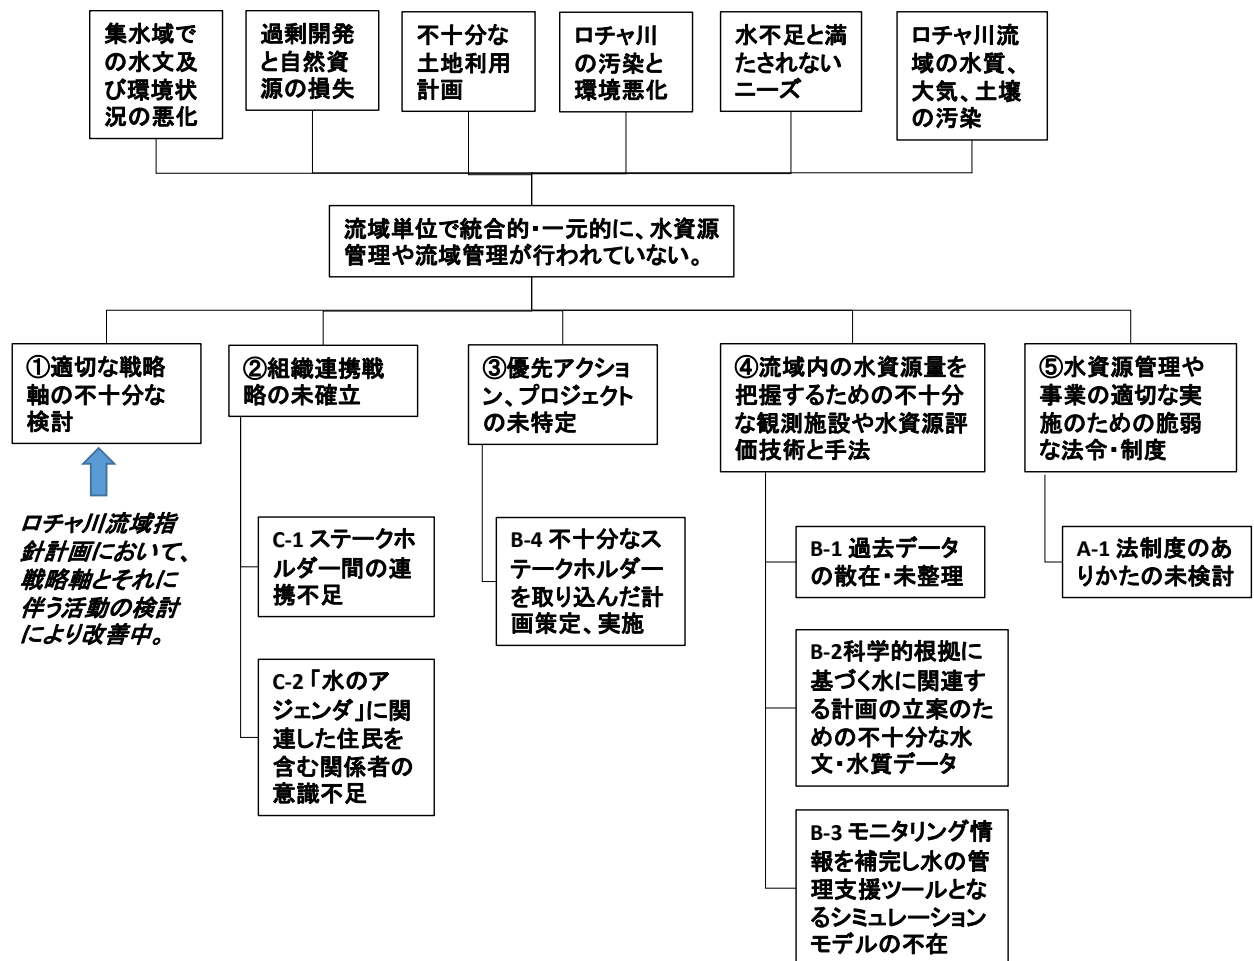 集水域で
の水文及
び環境状
況の悪化
過剰開発
と自然資
源の損失
不十分な
土地利用
計画
ロチャ川
の汚染と
環境悪化
水不足と満
たされない
ニーズ
ロチャ川流
域の水質、
大気、土壌
の汚染
流域単位で統合的・一元的に、水資源
管理や流域管理が行われていない。
①適切な戦略
軸の不十分な
検討
②組織連携戦
略の未確立
③優先アクショ
ン、プロジェクト
の未特定
④流域内の水資源量を
把握するための不十分
な観測施設や水資源評
価技術と手法
⑤水資源管理や
事業の適切な実
施のための脆弱
な法令・制度
ロチャ川流域指
針計画において、
戦略軸とそれに
伴う活動の検討
により改善中。
C-1 ステークホ
ルダー間の連
携不足
C-2 「水のア
ジェンダ」に関
連した住民を
含む関係者の
意識不足
B-4 不十分なス
テークホルダー
を取り込んだ計
画策定、実施
B-1 過去データ
の散在・未整理
B-2科学的根拠に
基づく水に関連す
る計画の立案のた
めの不十分な水
文・水質データ
B-3 モニタリング情
報を補完し水の管
理支援ツールとな
るシミュレーション
モデルの不在
A-1 法制度のあ
りかたの未検討